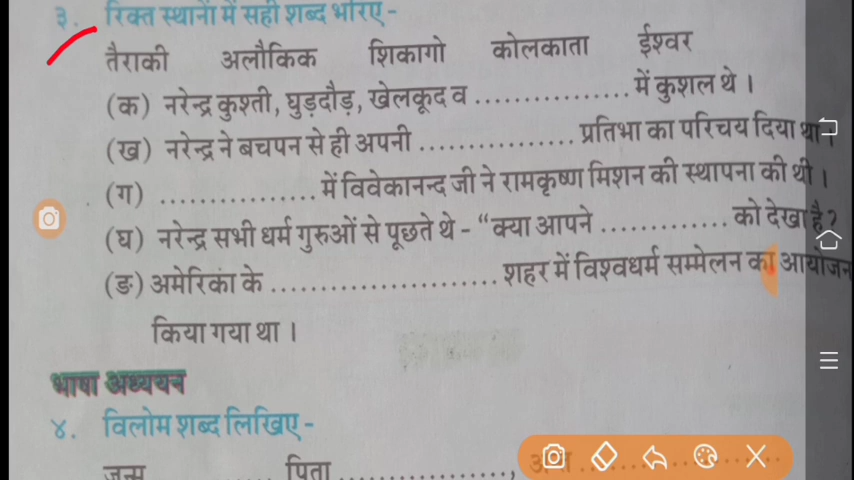 ३. रिक्त स्थानों में सही शब्द भरिए -
तैराकी अलौकिक शिकागो कोलकाता ईश्वर
(क) नरेन्द्र कुश्ती, घुड़दौड़, खेलकूद व ................ में कुशल थे ।
(ख) नरेन्द्र ने बचपन से ही अपनी ................ प्रतिभा का परिचय दिया था ।
(ग) ................ में विवेकानन्द जी ने रामकृष्ण मिशन की स्थापना की थी ।
(घ) नरेन्द्र सभी धर्म गुरुओं से पूछते थे - “क्या आपने ............. को देखा है?
(ङ) अमेरिका के ........................ शहर में विश्वधर्म सम्मेलन का आयोजन
किया गया था ।
भाषा अध्ययन
४. विलोम शब्द लिखिए -
जन्म ............ पिता ..................,